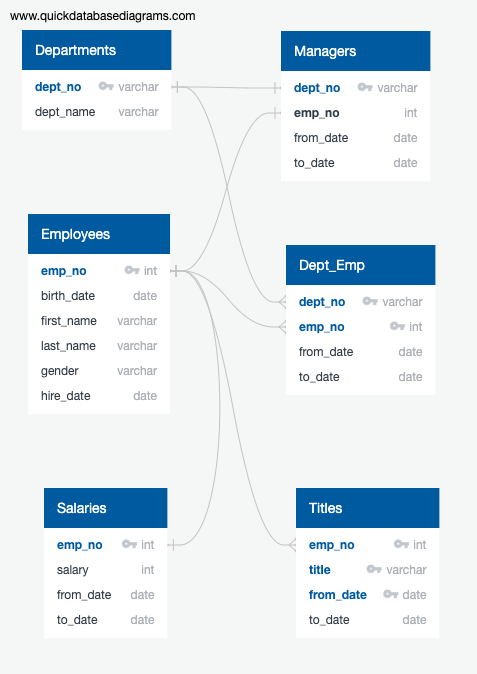 www.quickdatabasediagrams.com
Departments
dept_no varchar
dept_name varchar
Managers
dept_no varchar
emp_no int
from_date date
to_date date
Employees
emp_no int
birth_date date
first_name varchar
last_name varchar
gender varchar
hire_date date
Dept_Emp
dept_no varchar
emp_no int
from_date date
to_date date
Salaries
emp_no int
salary int
from_date date
to_date date
Titles
emp_no int
title varchar
from_date date
to_date date